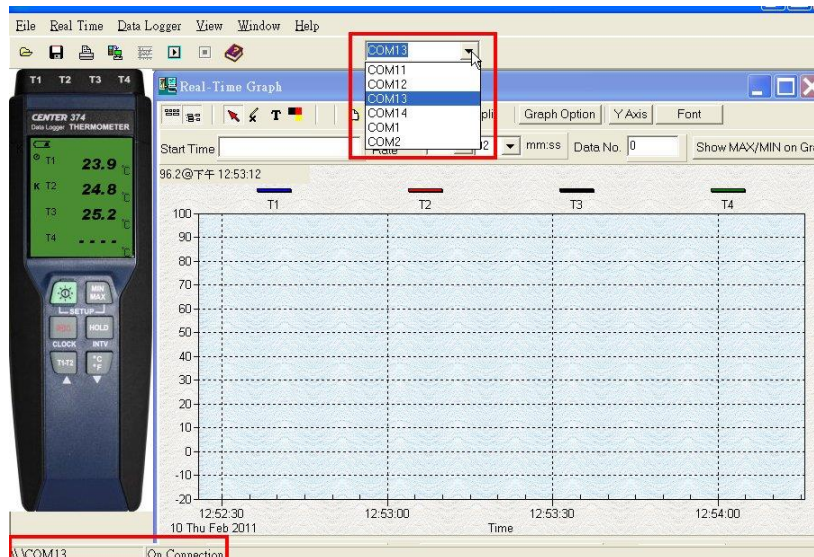 File Real Time Data Logger View Window Help
COM13
COM11
COM12
COM13
COM14
COM1
COM2
T1 T2 T3 T4
CENTER 374
Data Logger THERMOMETER
T1 23.9 °C
K T2 24.8 °C
T3 25.2 °C
T4 - - - - °C
MIN MAX
SETUP
HOLD
CLOCK INTV
T1-T2 °C °F
Real-Time Graph
T Graph Option Y Axis Font
Start Time Rate mm:ss Data No. 0 Show MAX/MIN on Gra
96.2@下午 12:53:12
T1 T2 T3 T4
100
90
80
70
60
50
40
30
20
10
0
-10
-20
12:52:30 12:53:00 12:53:30 12:54:00
10 Thu Feb 2011 Time
\\.\COM13 On Connection